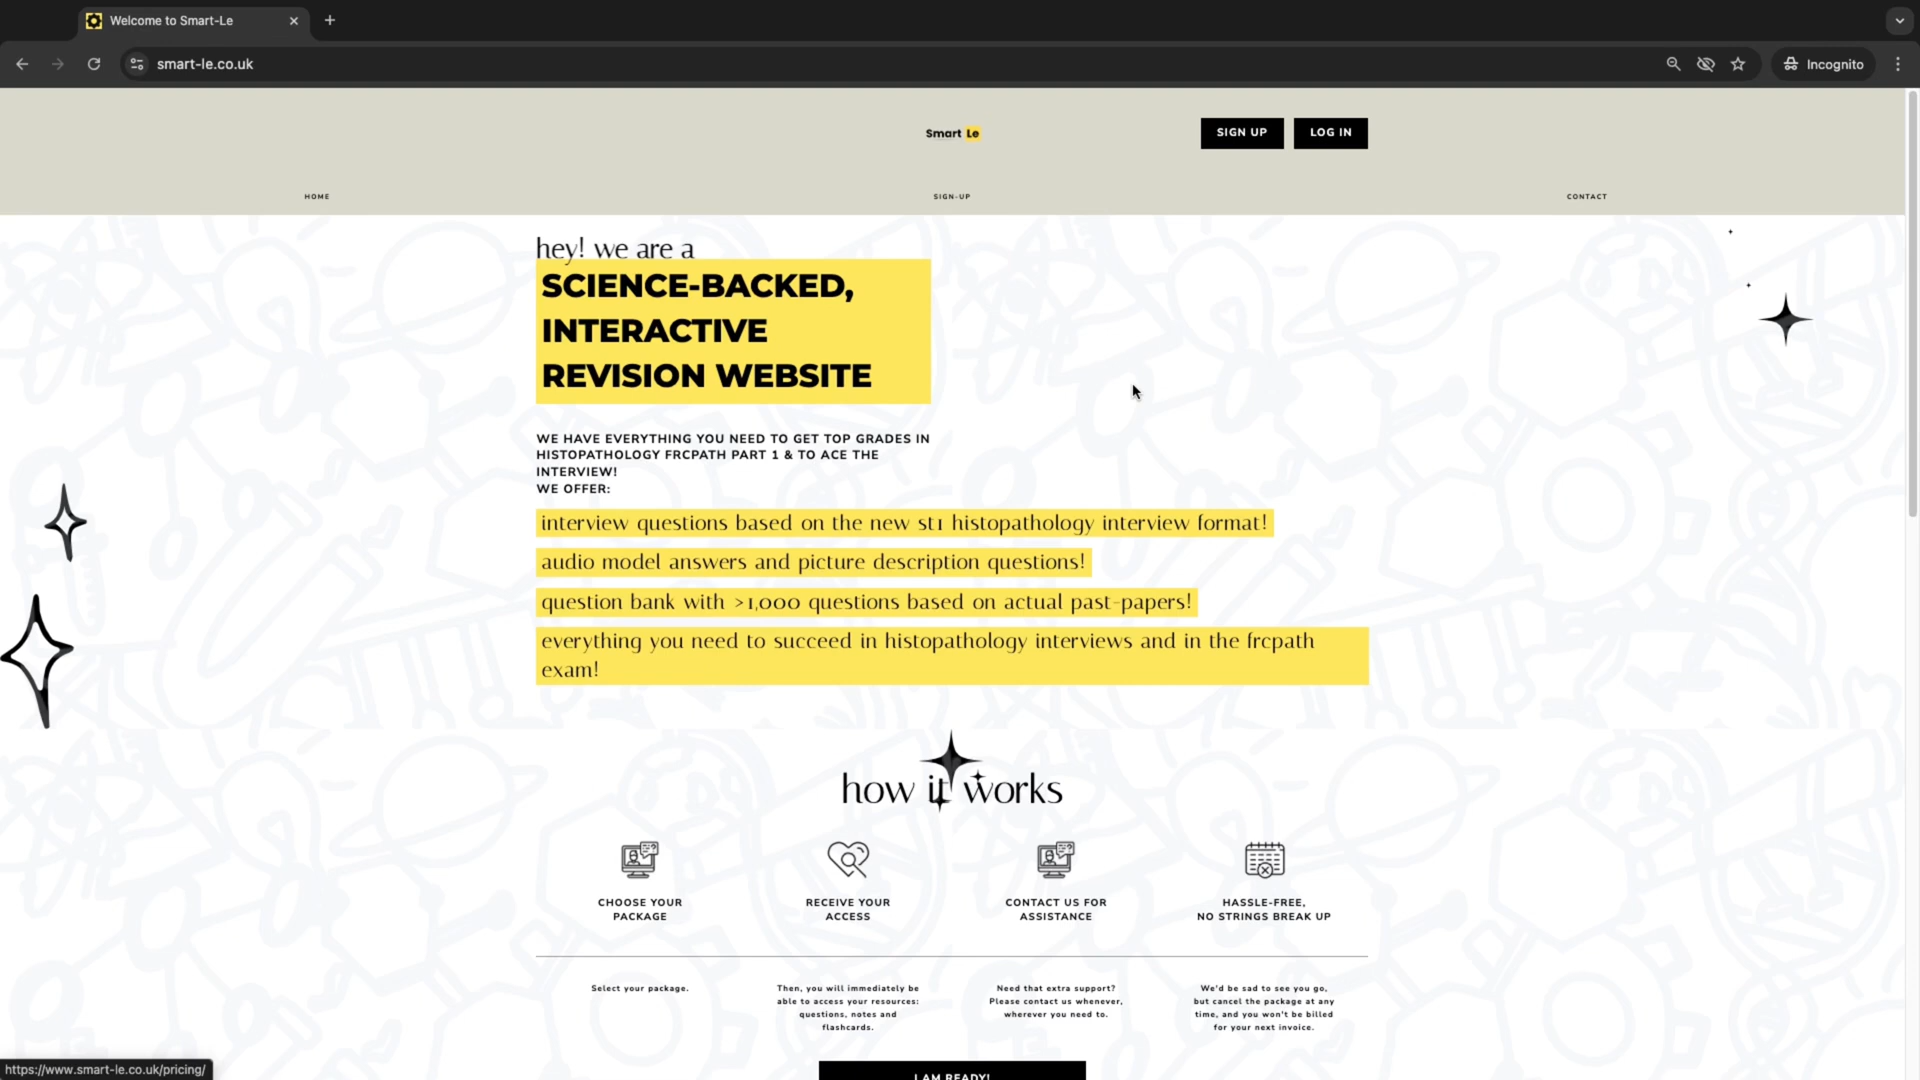 Welcome to Smart-Le
smart-le.co.uk
Incognito
Smart Le
SIGN UP
LOG IN
HOME
SIGN-UP
CONTACT
hey! we are a
SCIENCE-BACKED,
INTERACTIVE
REVISION WEBSITE
WE HAVE EVERYTHING YOU NEED TO GET TOP GRADES IN
HISTOPATHOLOGY FRCPATH PART 1 & TO ACE THE
INTERVIEW!
WE OFFER:
interview questions based on the new st1 histopathology interview format!
audio model answers and picture description questions!
question bank with >1,000 questions based on actual past-papers!
everything you need to succeed in histopathology interviews and in the frcpath
exam!
how it works
CHOOSE YOUR
PACKAGE
RECEIVE YOUR
ACCESS
CONTACT US FOR
ASSISTANCE
HASSLE-FREE,
NO STRINGS BREAK UP
Select your package.
Then, you will immediately be
able to access your resources:
questions, notes and
flashcards.
Need that extra support?
Please contact us whenever,
wherever you need to.
We'd be sad to see you go,
but cancel the package at any
time, and you won't be billed
for your next invoice.
I AM READY!
https://www.smart-le.co.uk/pricing/